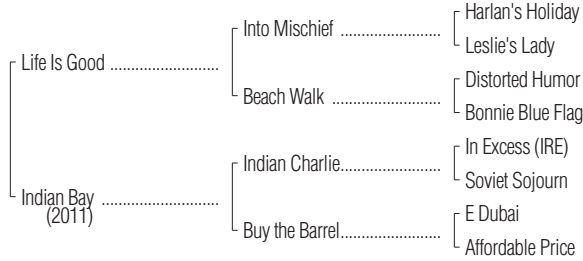 Harlan's Holiday
Into Mischief ........................
Leslie's Lady
Life Is Good ..........................
Distorted Humor
Beach Walk ..........................
Bonnie Blue Flag
In Excess (IRE)
Indian Charlie........................
Soviet Sojourn
Indian Bay ............................
(2011)
E Dubai
Buy the Barrel........................
Affordable Price